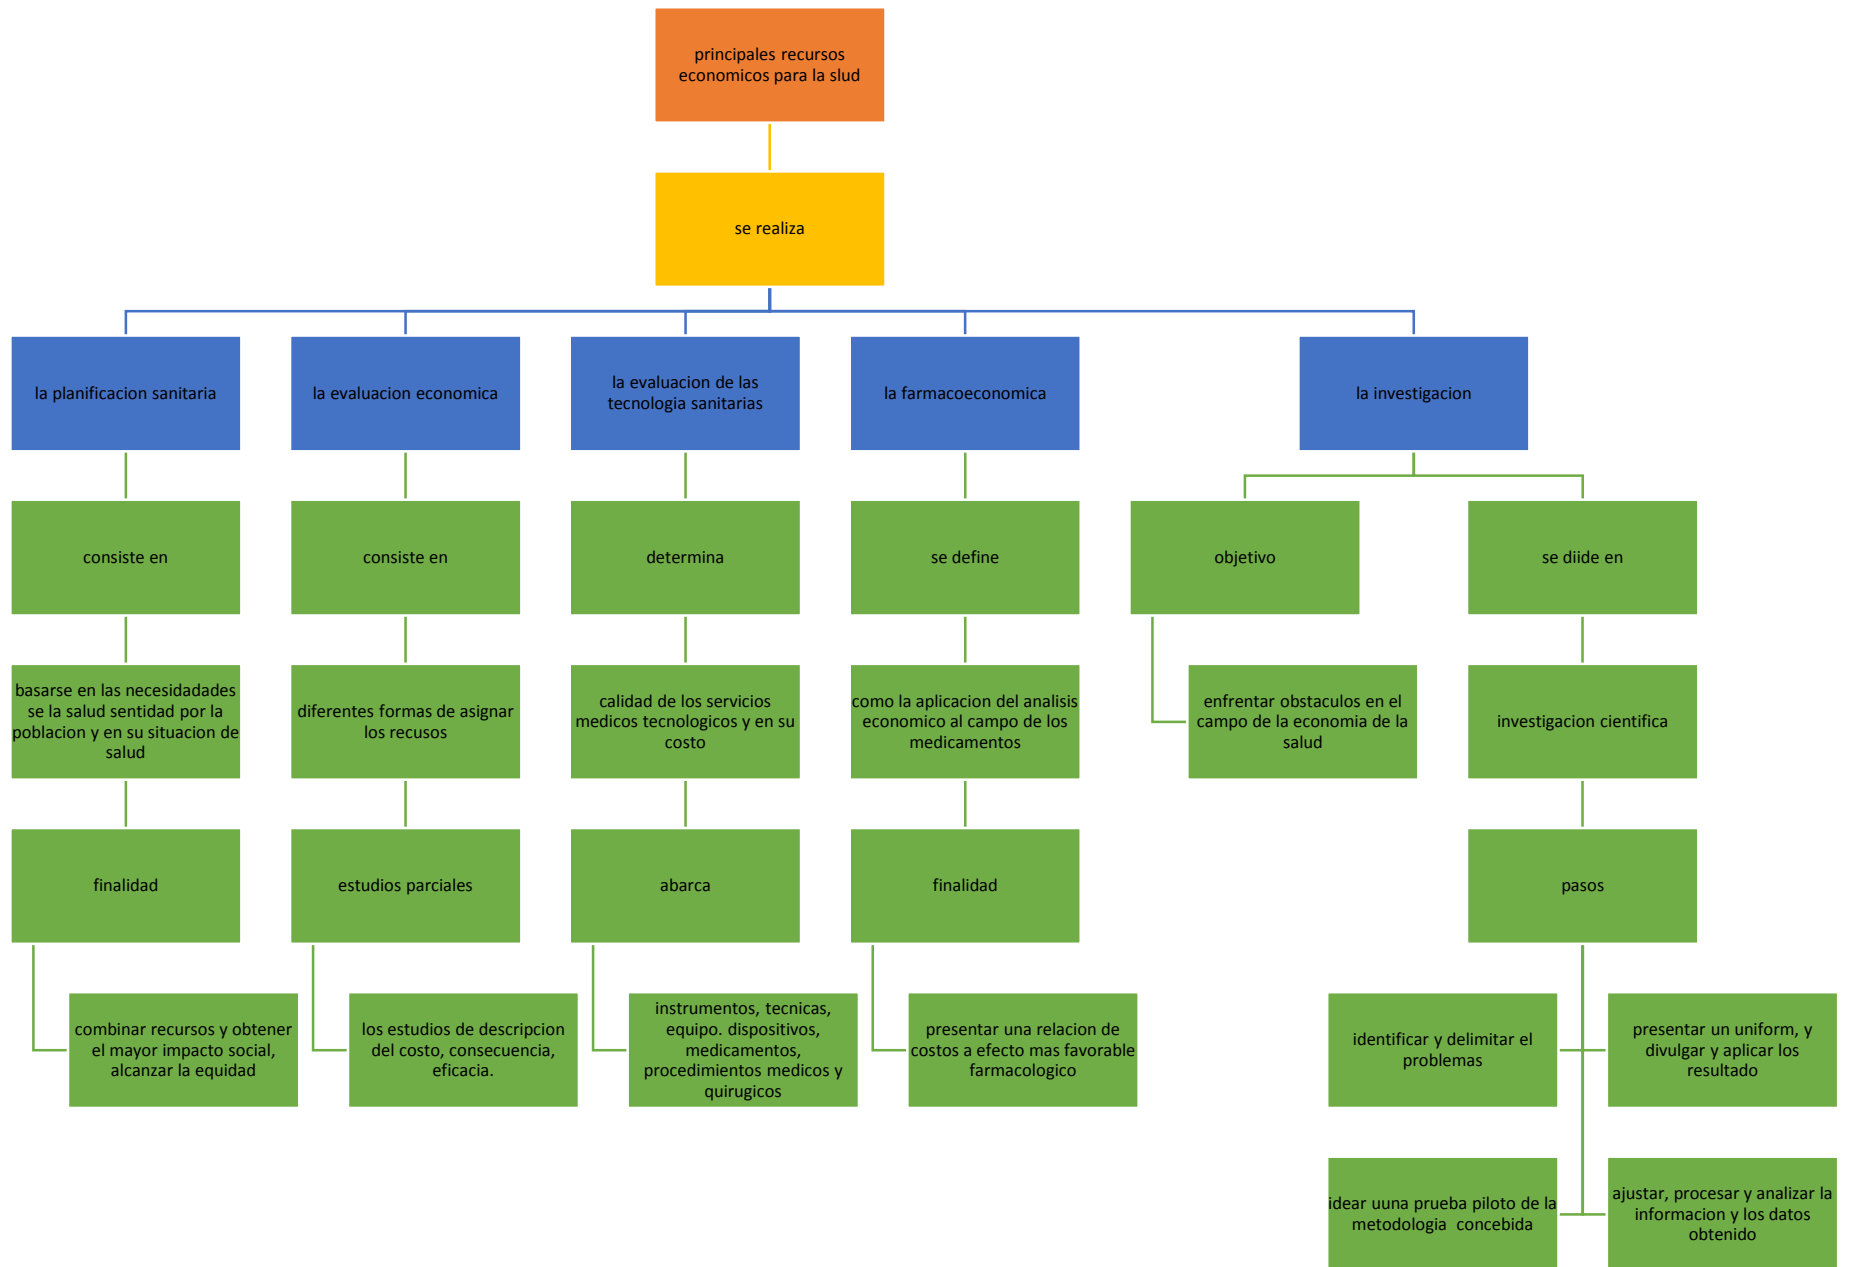 principales recursos
economicos para la slud
se realiza
la planificacion sanitaria
la evaluacion economica
la evaluacion de las
tecnologia sanitarias
la farmacoeconomica
la investigacion
consiste en
consiste en
determina
se define
objetivo
se diide en
basarse en las necesidadades
se la salud sentidad por la
poblacion y en su situacion de
salud
diferentes formas de asignar
los recusos
calidad de los servicios
medicos tecnologicos y en su
costo
como la aplicacion del analisis
economico al campo de los
medicamentos
enfrentar obstaculos en el
campo de la economia de la
salud
investigacion cientifica
finalidad
estudios parciales
abarca
finalidad
pasos
combinar recursos y obtener
el mayor impacto social,
alcanzar la equidad
los estudios de descripcion
del costo, consecuencia,
eficacia.
instrumentos, tecnicas,
equipo. dispositivos,
medicamentos,
procedimientos medicos y
quirugicos
presentar una relacion de
costos a efecto mas favorable
farmacologico
identificar y delimitar el
problemas
presentar un uniform, y
divulgar y aplicar los
resultado
idear uuna prueba piloto de la
metodologia concebida
ajustar, procesar y analizar la
informacion y los datos
obtenido